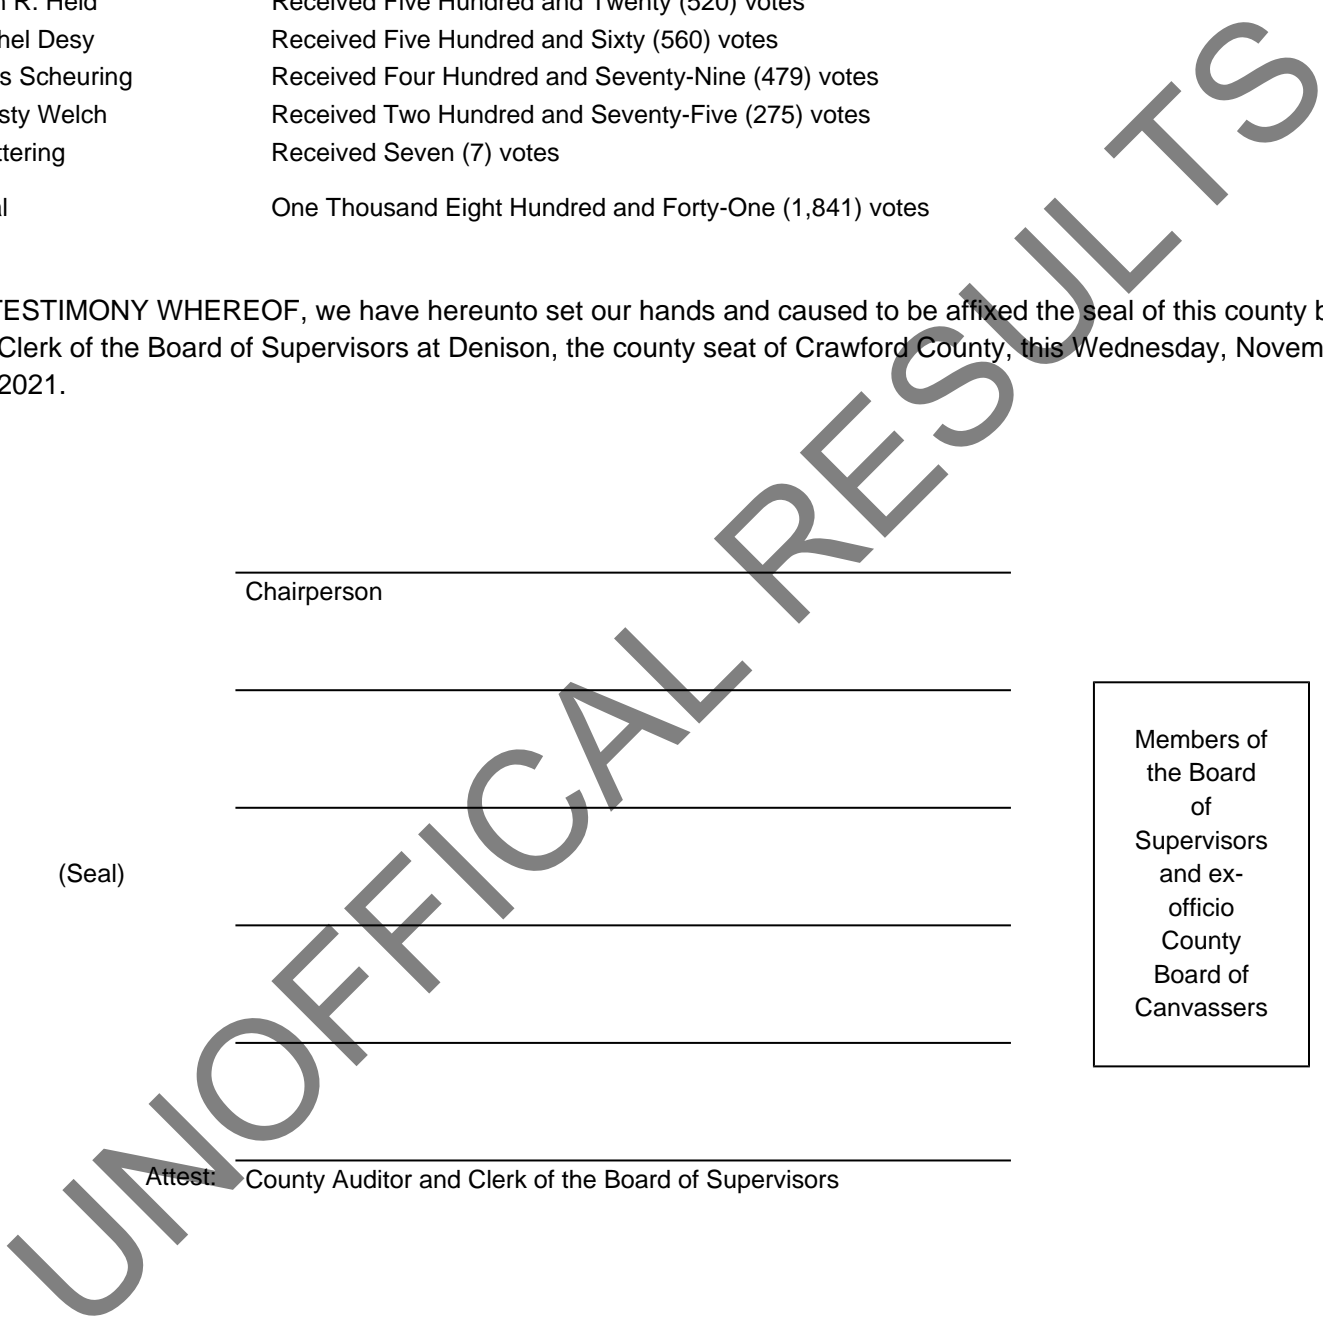 n R. Held Received Five Hundred and Twenty (520) votes
hel Desy Received Five Hundred and Sixty (560) votes
s Scheuring Received Four Hundred and Seventy-Nine (479) votes
sty Welch Received Two Hundred and Seventy-Five (275) votes
ttering Received Seven (7) votes
al One Thousand Eight Hundred and Forty-One (1,841) votes
TESTIMONY WHEREOF, we have hereunto set our hands and caused to be affixed the seal of this county b
Clerk of the Board of Supervisors at Denison, the county seat of Crawford County, this Wednesday, Novem
2021.
Chairperson
Members of
the Board
of
Supervisors
and ex-
officio
County
Board of
Canvassers
(Seal)
Attest: County Auditor and Clerk of the Board of Supervisors
UNOFFICAL RESULTS